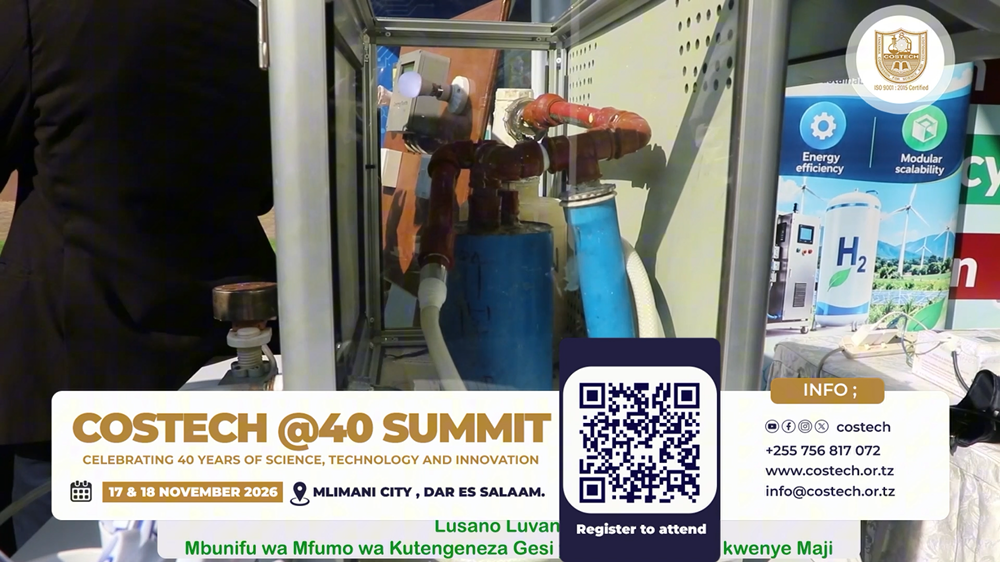 COSTECH
ISO 9001 : 2015 Certified
Energy
efficiency
Modular
scalability
H2
cy
n
COSTECH @40 SUMMIT
CELEBRATING 40 YEARS OF SCIENCE, TECHNOLOGY AND INNOVATION
17 & 18 NOVEMBER 2026
MLIMANI CITY , DAR ES SALAAM.
Register to attend
INFO ;
costech
+255 756 817 072
www.costech.or.tz
info@costech.or.tz
Lusano Luvan
Mbunifu wa Mfumo wa Kutengeneza Gesi kwenye Maji